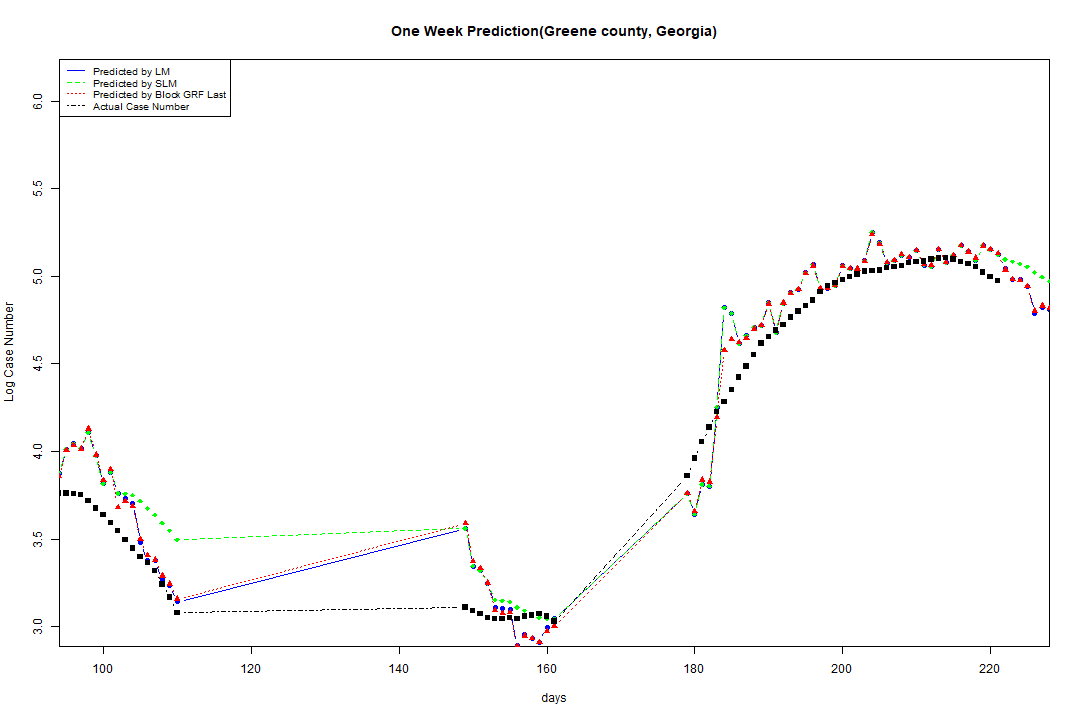 One Week Prediction(Greene county, Georgia)
Predicted by LM
Predicted by SLM
Predicted by Block GRF Last
Actual Case Number
Log Case Number
6.0
5.5
5.0
4.5
4.0
3.5
3.0
100 120 140 160 180 200 220
days